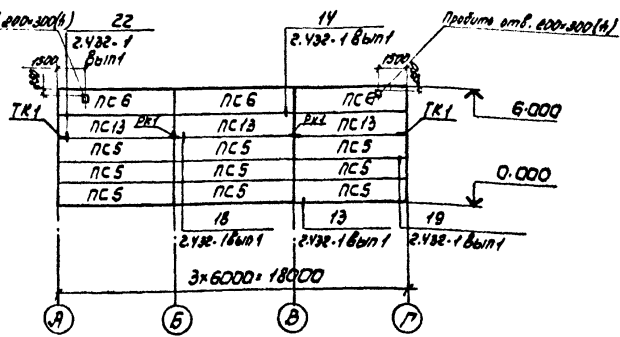 200×300(h)
22
2.432-1
вып1
14
2.432-1
вып1
Пробить отв. 200×300(h)
1500
1500
ПС6
ПС6
ПС6
6.000
ТК1
ПС13
РК1
ПС13
РК1
ПС13
ТК1
ПС5
ПС5
ПС5
ПС5
ПС5
ПС5
0.000
ПС5
ПС5
ПС5
18
2.432-1 вып1
13
2.432-1 вып1
19
2.432-1 вып1
3×6000=18000
А
Б
В
Г